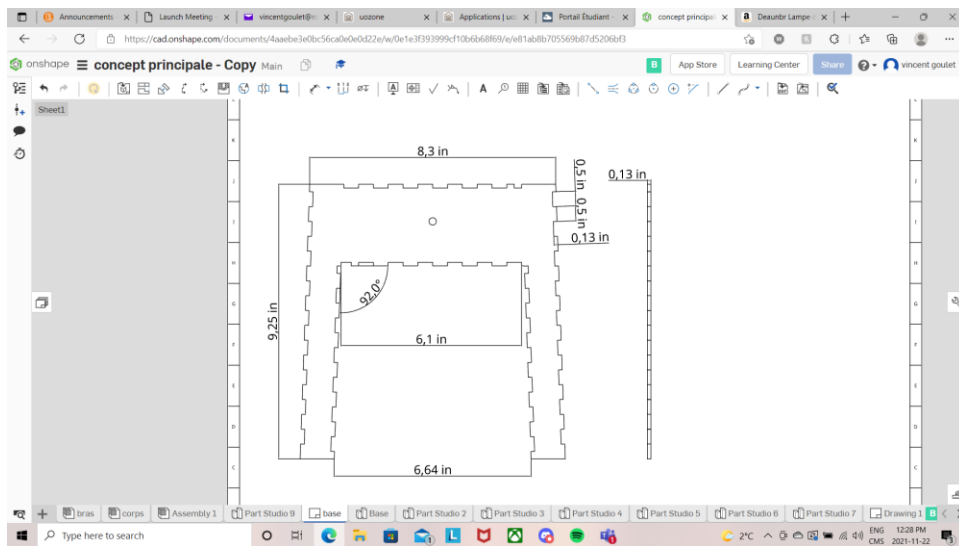 Announcements
Launch Meeting -
vincentgoulet@
uozone
Applications | uo
Portail Étudiant -
concept principa
Deaunbr Lampe
https://cad.onshape.com/documents/4aaebe3e0bc56ca0e0e0d22e/w/0e1e3f393999cf10b6b68f69/e/e81ab8b705569b87d5206bf3
onshape
concept principale - Copy Main
B
App Store
Learning Center
Share
vincent goulet
Sheet1
8,3 in
0,5 in
0,5 in
0,13 in
0,13 in
92,0°
9,25 in
6,1 in
6,64 in
bras
corps
Assembly 1
Part Studio 9
base
Base
Part Studio 2
Part Studio 3
Part Studio 4
Part Studio 5
Part Studio 6
Part Studio 7
Drawing 1
B
Type here to search
2°C
ENG
CMS
12:28 PM
2021-11-22